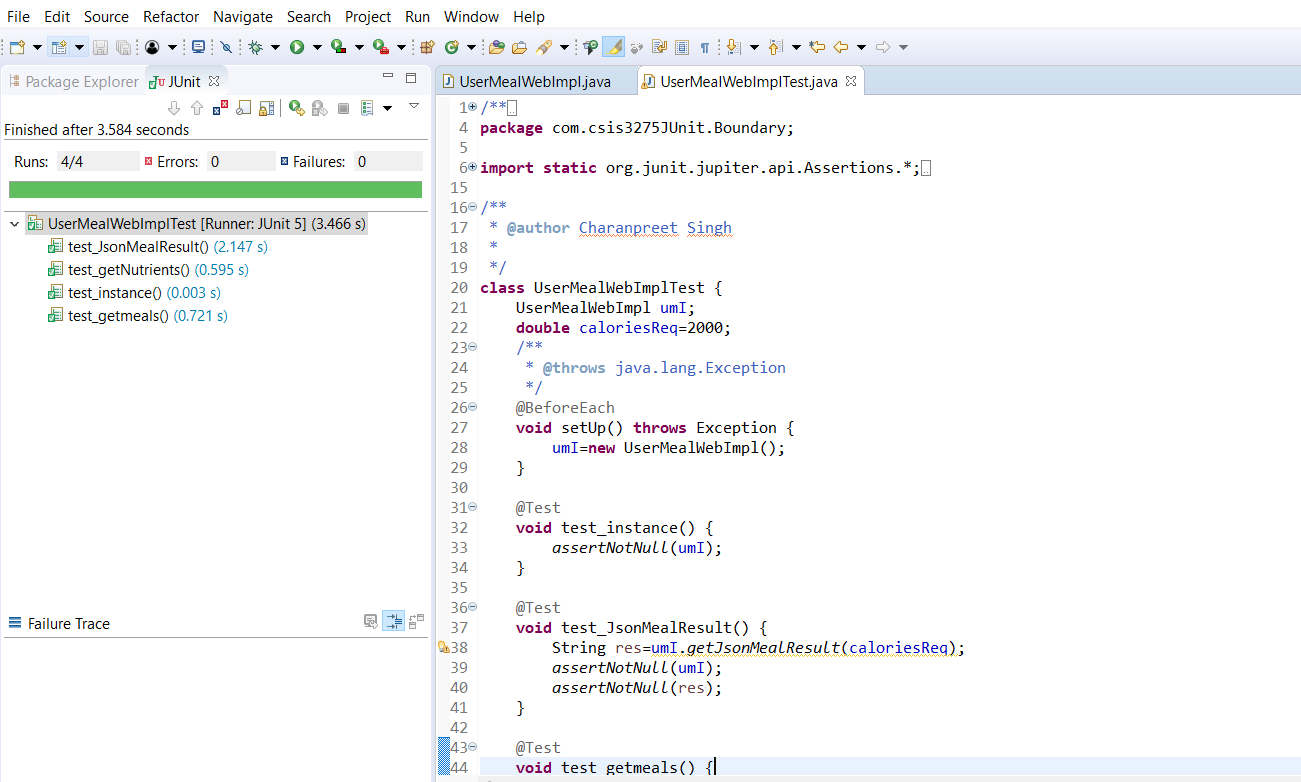 File Edit Source Refactor Navigate Search Project Run Window Help
Package Explorer JUnit
Finished after 3.584 seconds
Runs: 4/4 Errors: 0 Failures: 0
UserMealWebImplTest [Runner: JUnit 5] (3.466 s)
test_JsonMealResult() (2.147 s)
test_getNutrients() (0.595 s)
test_instance() (0.003 s)
test_getmeals() (0.721 s)
Failure Trace
UserMealWebImpl.java UserMealWebImplTest.java
1 /**
4 package com.csis3275JUnit.Boundary;
5
6 import static org.junit.jupiter.api.Assertions.*;
15
16 /**
17 * @author Charanpreet Singh
18 *
19 */
20 class UserMealWebImplTest {
21 UserMealWebImpl umI;
22 double caloriesReq=2000;
23 /**
24 * @throws java.lang.Exception
25 */
26 @BeforeEach
27 void setUp() throws Exception {
28 umI=new UserMealWebImpl();
29 }
30
31 @Test
32 void test_instance() {
33 assertNotNull(umI);
34 }
35
36 @Test
37 void test_JsonMealResult() {
38 String res=umI.getJsonMealResult(caloriesReq);
39 assertNotNull(umI);
40 assertNotNull(res);
41 }
42
43 @Test
44 void test_getmeals() {